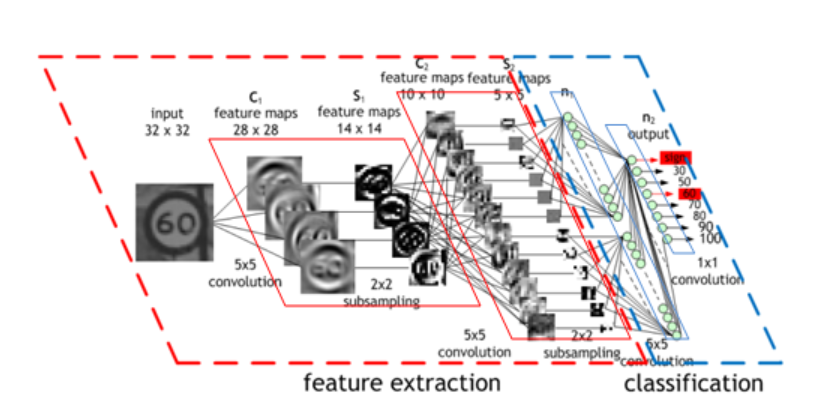 input
32 x 32
C1
feature maps
28 x 28
S1
feature maps
14 x 14
C2
feature maps
10 x 10
S2
feature maps
5 x 5
n1
n2
output
sign
30
50
60
70
80
90
100
60
5x5
convolution
2x2
subsampling
5x5
convolution
2x2
subsampling
5x5
convolution
1x1
convolution
feature extraction
classification